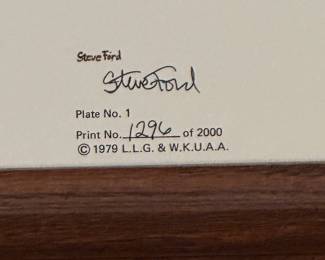 Steve Ford
Steve Ford
Plate No. 1
Print No. 1296 of 2000
© 1979 L.L.G. & W.K.U.A.A.